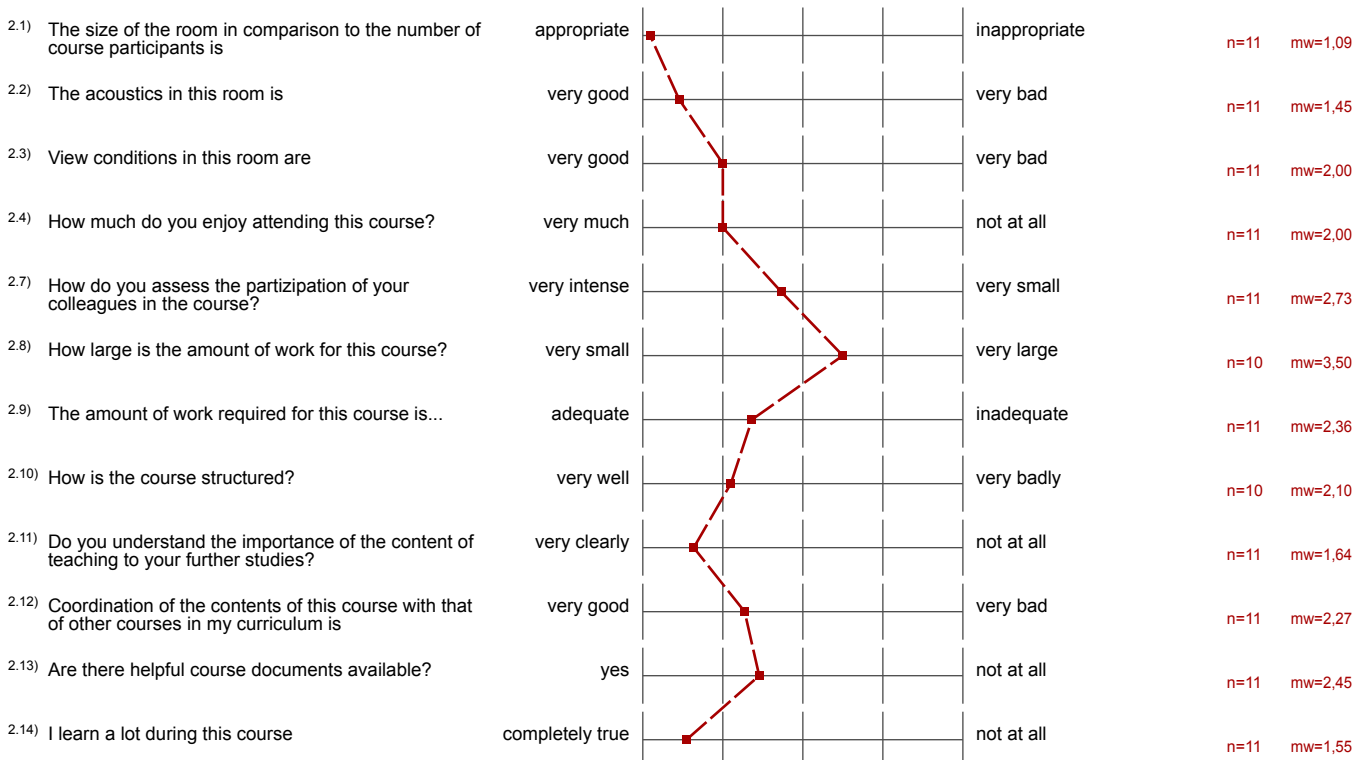 2.1) The size of the room in comparison to the number of
course participants is
appropriate
inappropriate
n=11 mw=1,09
2.2) The acoustics in this room is
very good
very bad
n=11 mw=1,45
2.3) View conditions in this room are
very good
very bad
n=11 mw=2,00
2.4) How much do you enjoy attending this course?
very much
not at all
n=11 mw=2,00
2.7) How do you assess the partizipation of your
colleagues in the course?
very intense
very small
n=11 mw=2,73
2.8) How large is the amount of work for this course?
very small
very large
n=10 mw=3,50
2.9) The amount of work required for this course is...
adequate
inadequate
n=11 mw=2,36
2.10) How is the course structured?
very well
very badly
n=10 mw=2,10
2.11) Do you understand the importance of the content of
teaching to your further studies?
very clearly
not at all
n=11 mw=1,64
2.12) Coordination of the contents of this course with that
of other courses in my curriculum is
very good
very bad
n=11 mw=2,27
2.13) Are there helpful course documents available?
yes
not at all
n=11 mw=2,45
2.14) I learn a lot during this course
completely true
not at all
n=11 mw=1,55